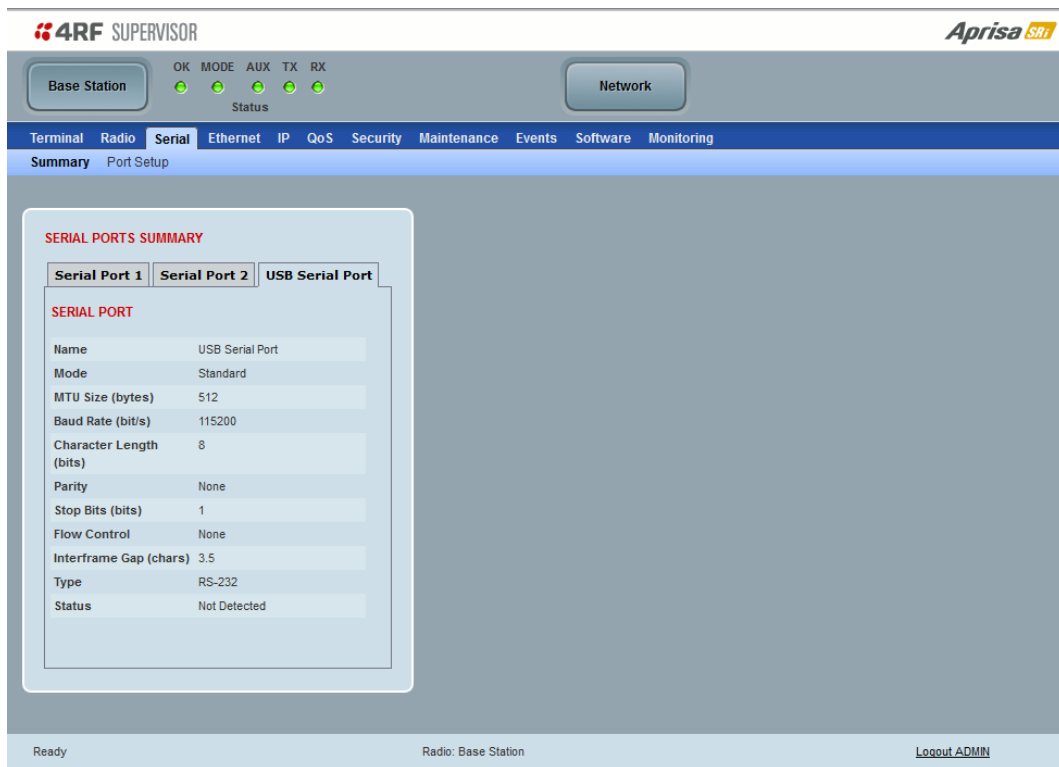 4RF SUPERVISOR
Aprisa SRi
Base Station
OK MODE AUX TX RX
Status
Network
Terminal Radio Serial Ethernet IP QoS Security Maintenance Events Software Monitoring
Summary Port Setup
SERIAL PORTS SUMMARY
Serial Port 1 Serial Port 2 USB Serial Port
SERIAL PORT
Name USB Serial Port
Mode Standard
MTU Size (bytes) 512
Baud Rate (bit/s) 115200
Character Length 8
(bits)
Parity None
Stop Bits (bits) 1
Flow Control None
Interframe Gap (chars) 3.5
Type RS-232
Status Not Detected
Ready Radio: Base Station Logout ADMIN